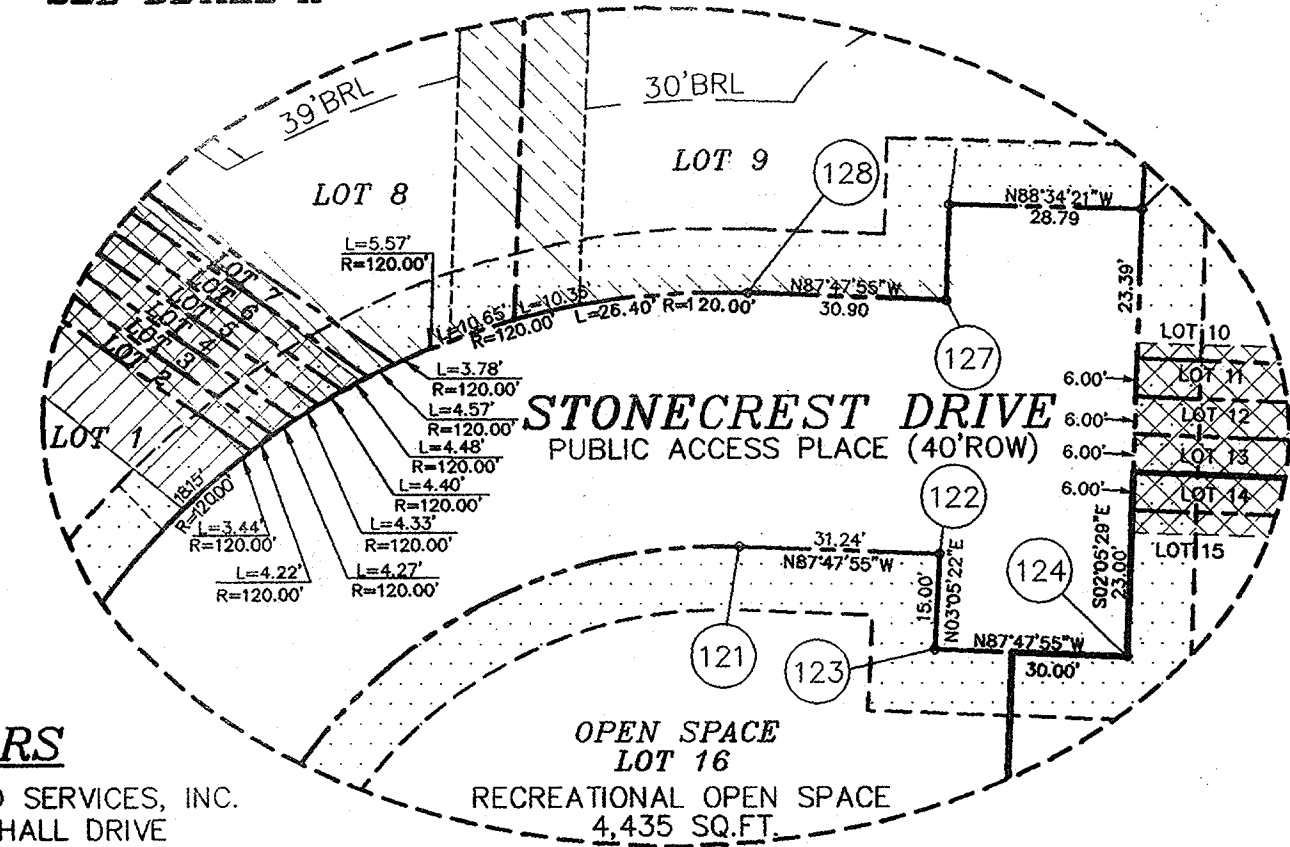 39'BRL
30'BRL
LOT 8
LOT 9
128
N88°34'21"W
28.79
L=5.57'
R=120.00'
LOT 7
LOT 6
LOT 5
LOT 4
LOT 3
LOT 2
LOT 1
L=10.65'
R=120.00'
L=26.40' R=120.00'
N87°47'55"W
30.90
23.39'
127
LOT 10
LOT 11
LOT 12
LOT 13
LOT 14
LOT 15
6.00'
6.00'
6.00'
6.00'
L=3.78'
R=120.00'
L=4.57'
R=120.00'
L=4.48'
R=120.00'
L=4.40'
R=120.00'
L=4.33'
R=120.00'
L=4.27'
R=120.00'
L=4.22'
R=120.00'
L=3.44'
R=120.00'
18.15'
R=120.00'
STONECREST DRIVE
PUBLIC ACCESS PLACE (40'ROW)
122
31.24'
N87°47'55"W
15.00'
N03°05'22"E
S02°05'29"E
23.00'
124
121
123
N87°47'55"W
30.00'
OPEN SPACE
LOT 16
RECREATIONAL OPEN SPACE
4,435 SQ.FT.
RS
SERVICES, INC.
HALL DRIVE